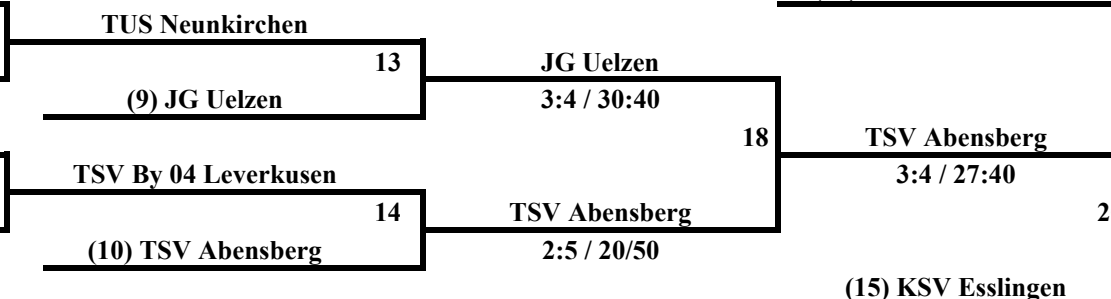 TUS Neunkirchen
13
JG Uelzen
(9) JG Uelzen
3:4 / 30:40
18
TSV Abensberg
TSV By 04 Leverkusen
3:4 / 27:40
14
TSV Abensberg
2
(10) TSV Abensberg
2:5 / 20/50
(15) KSV Esslingen